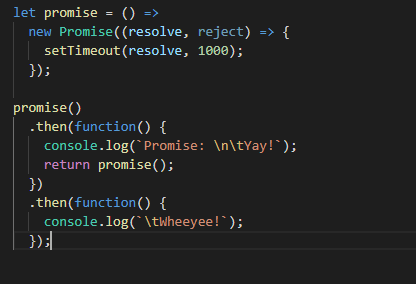 let promise = () =>
  new Promise((resolve, reject) => {
    setTimeout(resolve, 1000);
  });

promise()
  .then(function() {
    console.log(`Promise: \n\tYay!`);
    return promise();
  })
  .then(function() {
    console.log(`\tWheeyee!`);
  });